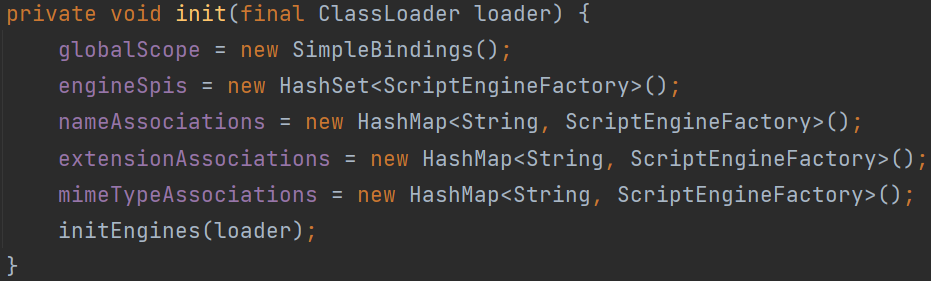 private void init(final ClassLoader loader) {
    globalScope = new SimpleBindings();
    engineSpis = new HashSet<ScriptEngineFactory>();
    nameAssociations = new HashMap<String, ScriptEngineFactory>();
    extensionAssociations = new HashMap<String, ScriptEngineFactory>();
    mimeTypeAssociations = new HashMap<String, ScriptEngineFactory>();
    initEngines(loader);
}